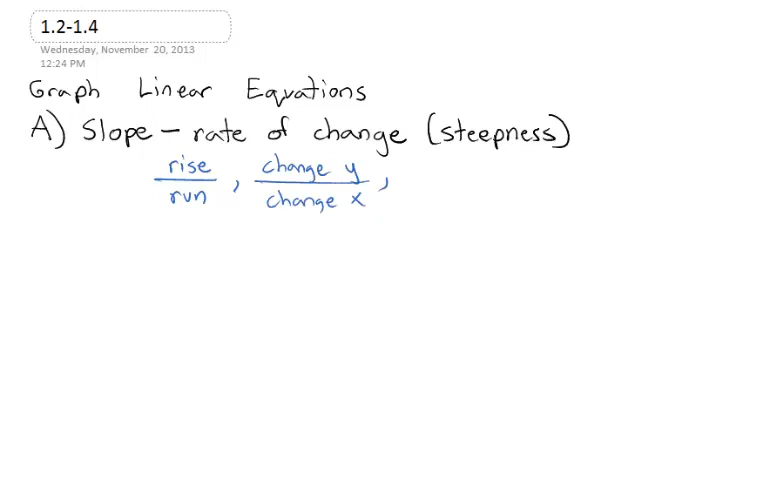 1.2-1.4
Wednesday, November 20, 2013
12:24 PM
Graph Linear Equations
A) Slope - rate of change (steepness)
rise/run, change y/change x,